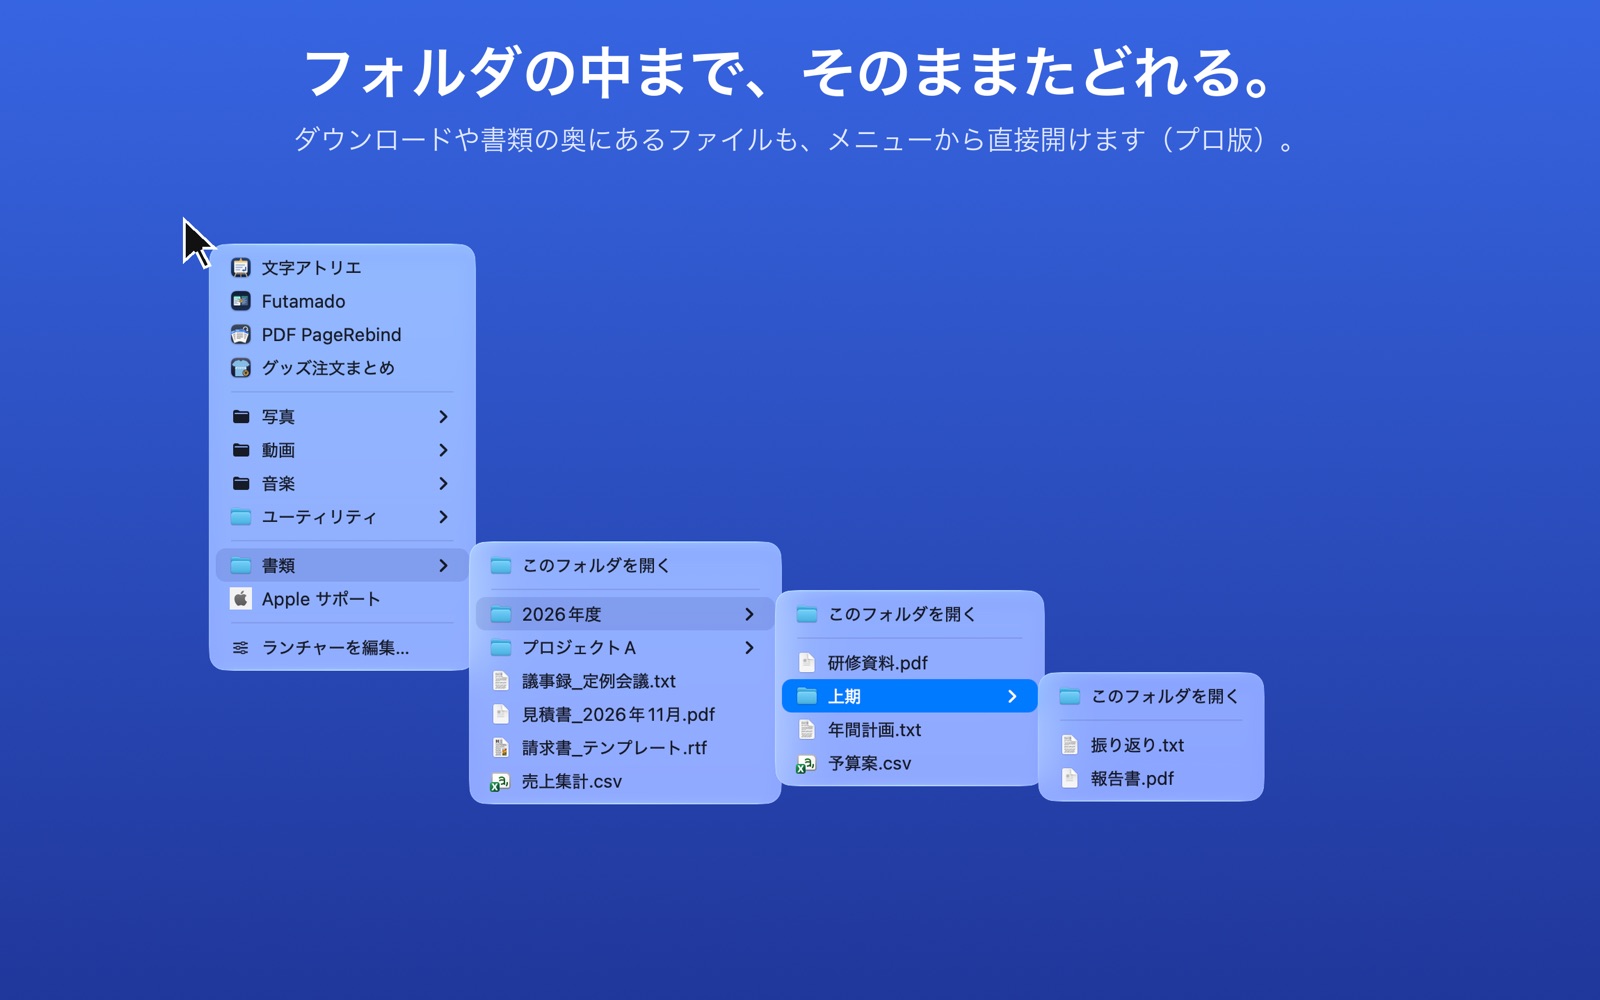 フォルダの中まで、そのままたどれる。
ダウンロードや書類の奥にあるファイルも、メニューから直接開けます（プロ版）。
文字アトリエ
Futamado
PDF PageRebind
グッズ注文まとめ
写真
動画
音楽
ユーティリティ
書類
Apple サポート
ランチャーを編集...
このフォルダを開く
2026年度
プロジェクトA
議事録_定例会議.txt
見積書_2026年11月.pdf
請求書_テンプレート.rtf
売上集計.csv
このフォルダを開く
研修資料.pdf
上期
年間計画.txt
予算案.csv
このフォルダを開く
振り返り.txt
報告書.pdf